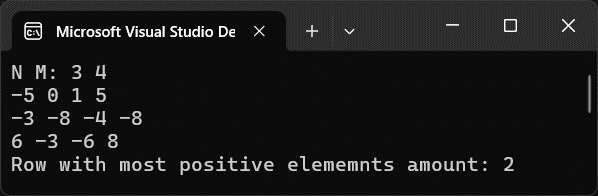 Microsoft Visual Studio De
N M: 3 4
-5 0 1 5
-3 -8 -4 -8
6 -3 -6 8
Row with most positive elememnts amount: 2